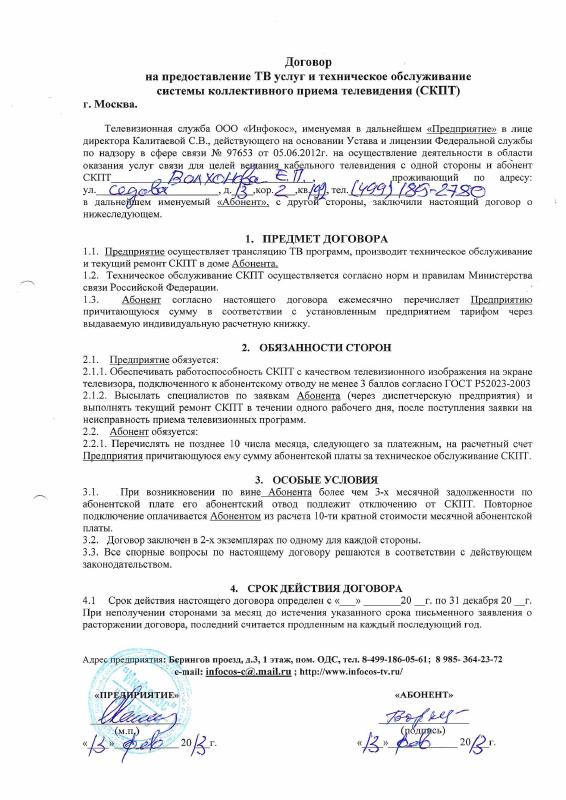 Договор
на предоставление ТВ услуг и техническое обслуживание
системы коллективного приема телевидения (СКПТ)
г. Москва.
Телевизионная служба ООО «Инфокос», именуемая в дальнейшем «Предприятие» в лице
директора Калитаевой С.В., действующего на основании Устава и лицензии Федеральной службы
по надзору в сфере связи № 97653 от 05.06.2012г. на осуществление деятельности в области
оказания услуг связи для целей вещания кабельного телевидения с одной стороны и абонент
СКПТ Волхонова Е.П., проживающий по адресу:
ул. Седова, д. 13, кор. 2, кв. 192, тел. (499) 185-2780
в дальнейшем именуемый «Абонент», с другой стороны, заключили настоящий договор о
нижеследующем.
1. ПРЕДМЕТ ДОГОВОРА
1.1. Предприятие осуществляет трансляцию ТВ программ, производит техническое обслуживание
и текущий ремонт СКПТ в доме Абонента.
1.2. Техническое обслуживание СКПТ осуществляется согласно норм и правилам Министерства
связи Российской Федерации.
1.3. Абонент согласно настоящего договора ежемесячно перечисляет Предприятию
причитающуюся сумму в соответствии с установленным предприятием тарифом через
выдаваемую индивидуальную расчетную книжку.
2. ОБЯЗАННОСТИ СТОРОН
2.1. Предприятие обязуется:
2.1.1. Обеспечивать работоспособность СКПТ с качеством телевизионного изображения на экране
телевизора, подключенного к абонентскому отводу не менее 3 баллов согласно ГОСТ Р52023-2003
2.1.2. Высылать специалистов по заявкам Абонента (через диспетчерскую предприятия) и
выполнять текущий ремонт СКПТ в течении одного рабочего дня, после поступления заявки на
неисправность приема телевизионных программ.
2.2. Абонент обязуется:
2.2.1. Перечислять не позднее 10 числа месяца, следующего за платежным, на расчетный счет
Предприятия причитающуюся ему сумму абонентской платы за техническое обслуживание СКПТ.
3. ОСОБЫЕ УСЛОВИЯ
3.1. При возникновении по вине Абонента более чем 3-х месячной задолженности по
абонентской плате его абонентский отвод подлежит отключению от СКПТ. Повторное
подключение оплачивается Абонентом из расчета 10-ти кратной стоимости месячной абонентской
платы.
3.2. Договор заключен в 2-х экземплярах по одному для каждой стороны.
3.3. Все спорные вопросы по настоящему договору решаются в соответствии с действующем
законодательством.
4. СРОК ДЕЙСТВИЯ ДОГОВОРА
4.1 Срок действия настоящего договора определен с «___» ________20 __г. по 31 декабря 20 __г.
При неполучении сторонами за месяц до истечения указанного срока письменного заявления о
расторжении договора, последний считается продленным на каждый последующий год.
Адрес предприятия: Берингов проезд, д.3, 1 этаж, пом. ОДС, тел. 8-499-186-05-61; 8 985- 364-23-72
e-mail: infocos-c@.mail.ru ; http://www.infocos-tv.ru/
«ПРЕДПРИЯТИЕ» «АБОНЕНТ»
(м.п.) (подпись)
«13» фев 2013г. «13» фев 2013г.